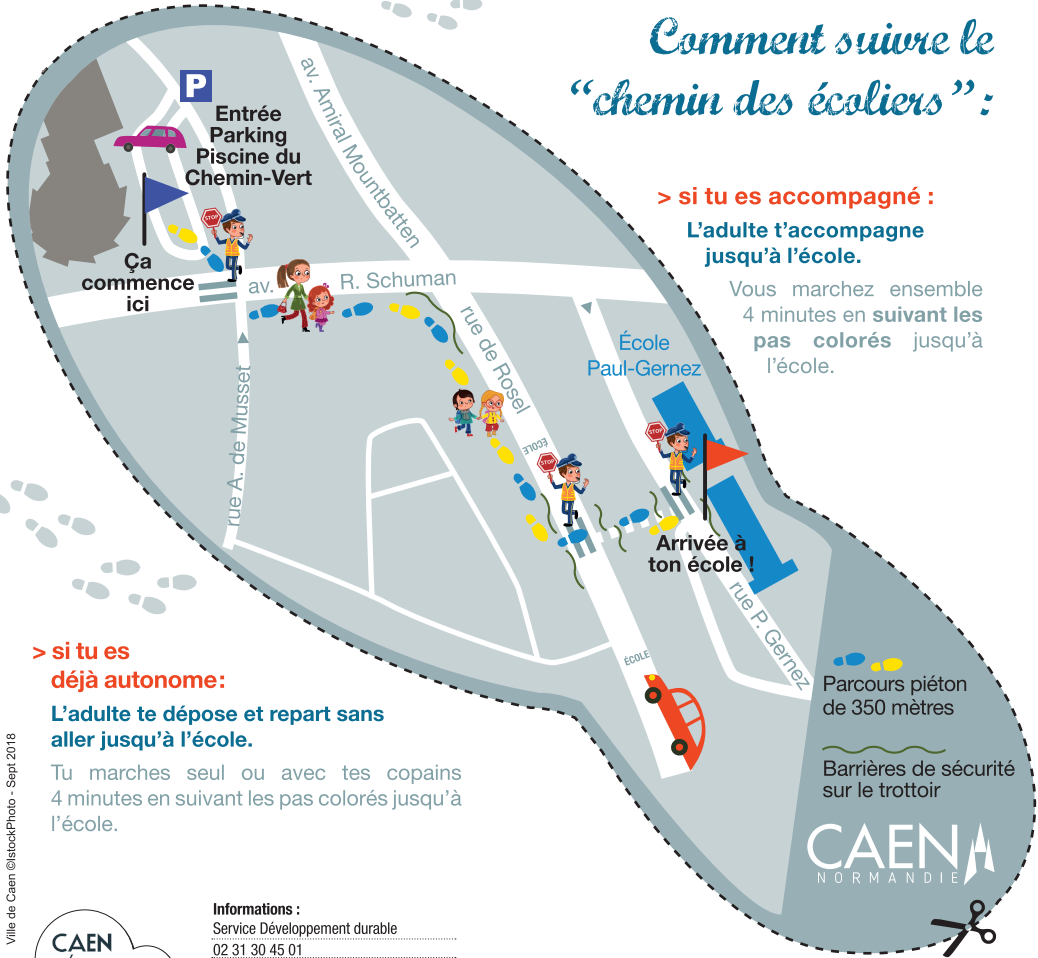 Comment suivre le
“chemin des écoliers” :
P
Entrée
Parking
Piscine du
Chemin-Vert
av. Amiral Mountbatten
STOP
Ça
commence
ici
av. R. Schuman
rue de Rosel
rue A. de Musset
École
Paul-Gernez
STOP
ÉCOLE
STOP
Arrivée à
ton école !
rue P. Gernez
ÉCOLE
> si tu es accompagné :
L’adulte t’accompagne
jusqu’à l’école.
Vous marchez ensemble
4 minutes en suivant les
pas colorés jusqu’à
l’école.
> si tu es
déjà autonome :
L’adulte te dépose et repart sans
aller jusqu’à l’école.
Tu marches seul ou avec tes copains
4 minutes en suivant les pas colorés jusqu’à
l’école.
Parcours piéton
de 350 mètres
Barrières de sécurité
sur le trottoir
CAEN
NORMANDIE
Ville de Caen ©IstockPhoto - Sept 2018
CAEN
Informations :
Service Développement durable
02 31 30 45 01